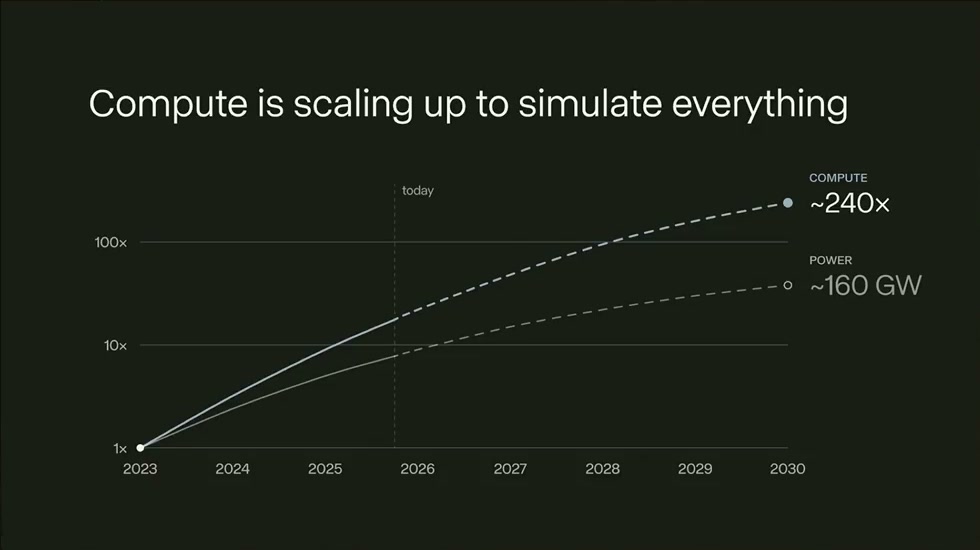 Compute is scaling up to simulate everything
today
COMPUTE
~240×
100×
POWER
~160 GW
10×
1×
2023 2024 2025 2026 2027 2028 2029 2030